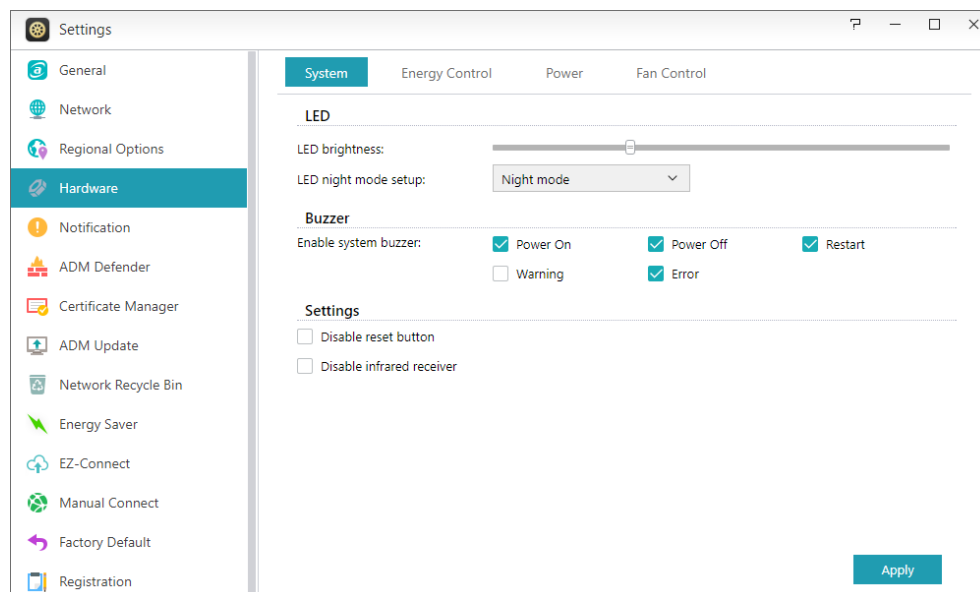 Settings
General
Network
Regional Options
Hardware
Notification
ADM Defender
Certificate Manager
ADM Update
Network Recycle Bin
Energy Saver
EZ-Connect
Manual Connect
Factory Default
Registration
System Energy Control Power Fan Control
LED
LED brightness:
LED night mode setup: Night mode
Buzzer
Enable system buzzer: Power On Power Off Restart
Warning Error
Settings
Disable reset button
Disable infrared receiver
Apply